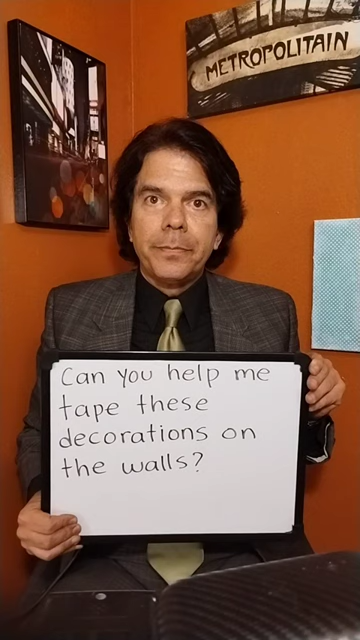 METROPOLITAIN
Can you help me
tape these
decorations on
the walls?